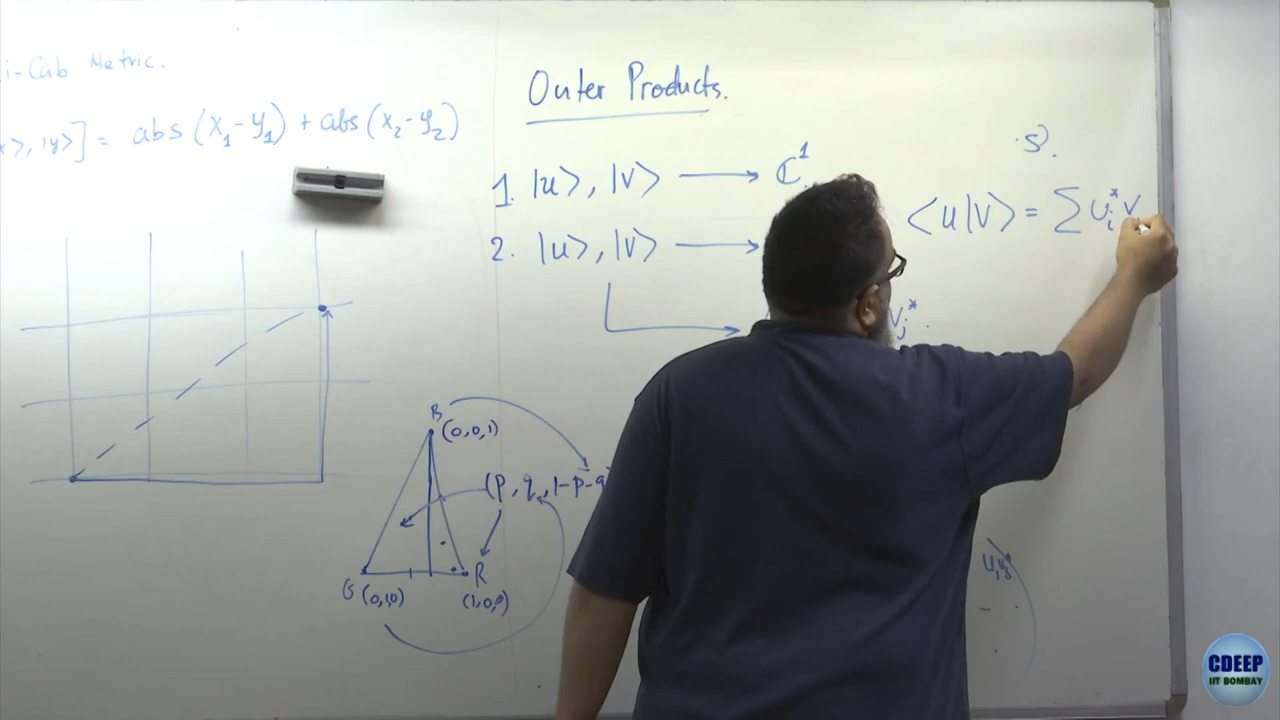 i-Cab Metric.
x>, |y>] = abs (x₁-y₁) + abs (x₂-y₂)
Outer Products.
1. |u>, |v> ⟶ ℂ¹
2. |u>, |v> ⟶
vⱼ*.
s).
<u|v> = ∑ uᵢ* v
B
(0,0,1)
(p, q, 1-p-q
G (0,1,0)
R
(1,0,0)
CDEEP
IIT BOMBAY